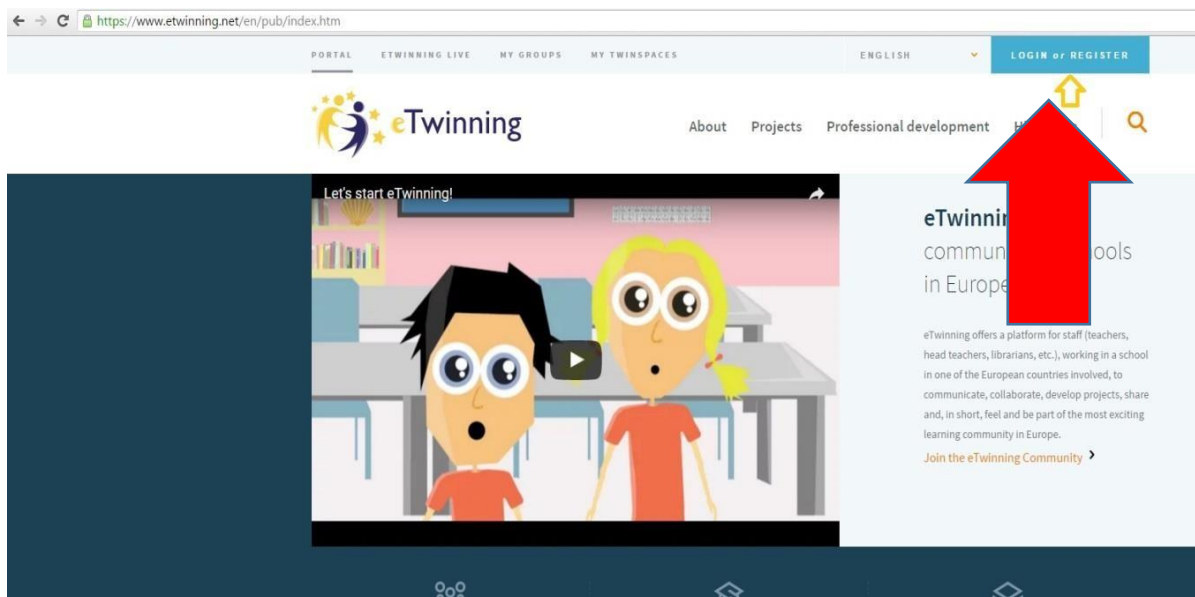 https://www.etwinning.net/en/pub/index.htm
PORTAL ETWINNING LIVE MY GROUPS MY TWINSPACES ENGLISH LOGIN or REGISTER
eTwinning
About Projects Professional development
Let's start eTwinning!
in Europe
eTwinning offers a platform for staff (teachers,
head teachers, librarians, etc.), working in a school
in one of the European countries involved, to
communicate, collaborate, develop projects, share
and, in short, feel and be part of the most exciting
learning community in Europe.
Join the eTwinning Community